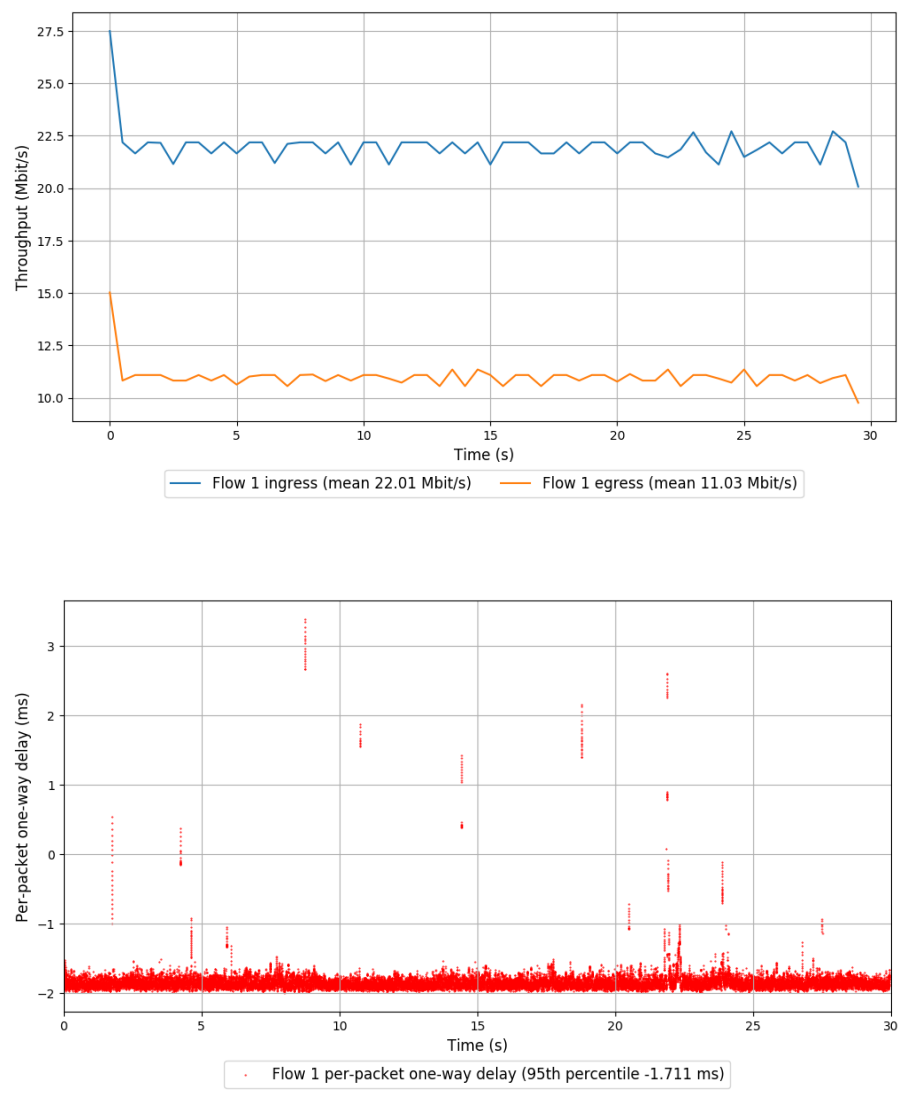 27.5
25.0
22.5
20.0
17.5
15.0
12.5
10.0
Throughput (Mbit/s)
0 5 10 15 20 25 30
Time (s)
Flow 1 ingress (mean 22.01 Mbit/s) Flow 1 egress (mean 11.03 Mbit/s)
3
2
1
0
−1
−2
Per-packet one-way delay (ms)
0 5 10 15 20 25 30
Time (s)
Flow 1 per-packet one-way delay (95th percentile -1.711 ms)